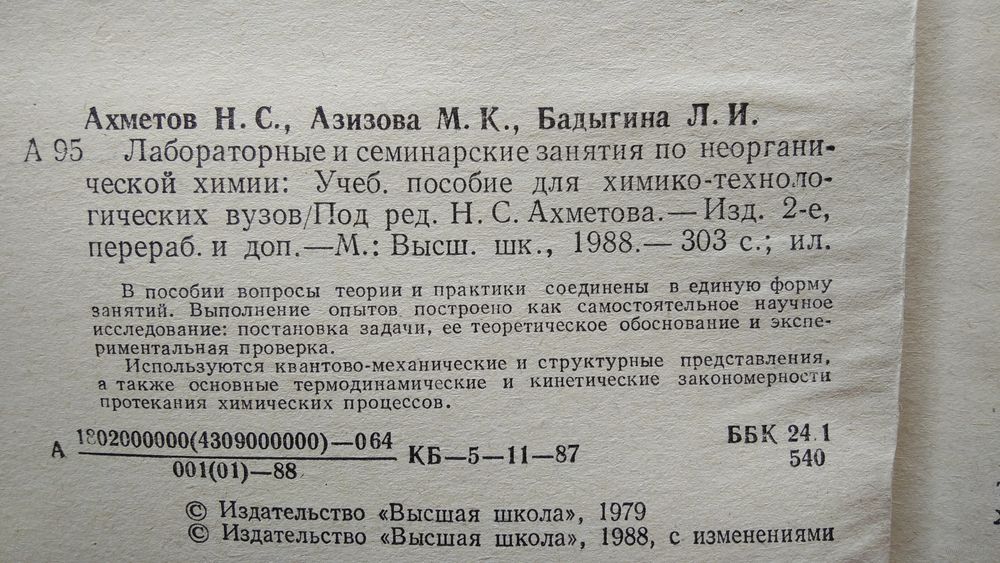 Ахметов Н. С., Азизова М. К., Бадыгина Л. И.
А 95 Лабораторные и семинарские занятия по неоргани-
ческой химии: Учеб. пособие для химико-техноло-
гических вузов/Под ред. Н. С. Ахметова.— Изд. 2-е,
перераб. и доп.—М.: Высш. шк., 1988.— 303 с.; ил.
В пособии вопросы теории и практики соединены в единую форму
занятий. Выполнение опытов построено как самостоятельное научное
исследование: постановка задачи, ее теоретическое обоснование и экспе-
риментальная проверка.
Используются квантово-механические и структурные представления,
а также основные термодинамические и кинетические закономерности
протекания химических процессов.
А 1802000000(4309000000)—064
001(01)—88
КБ—5—11—87
ББК 24.1
540
© Издательство «Высшая школа», 1979
© Издательство «Высшая школа», 1988, с изменениями